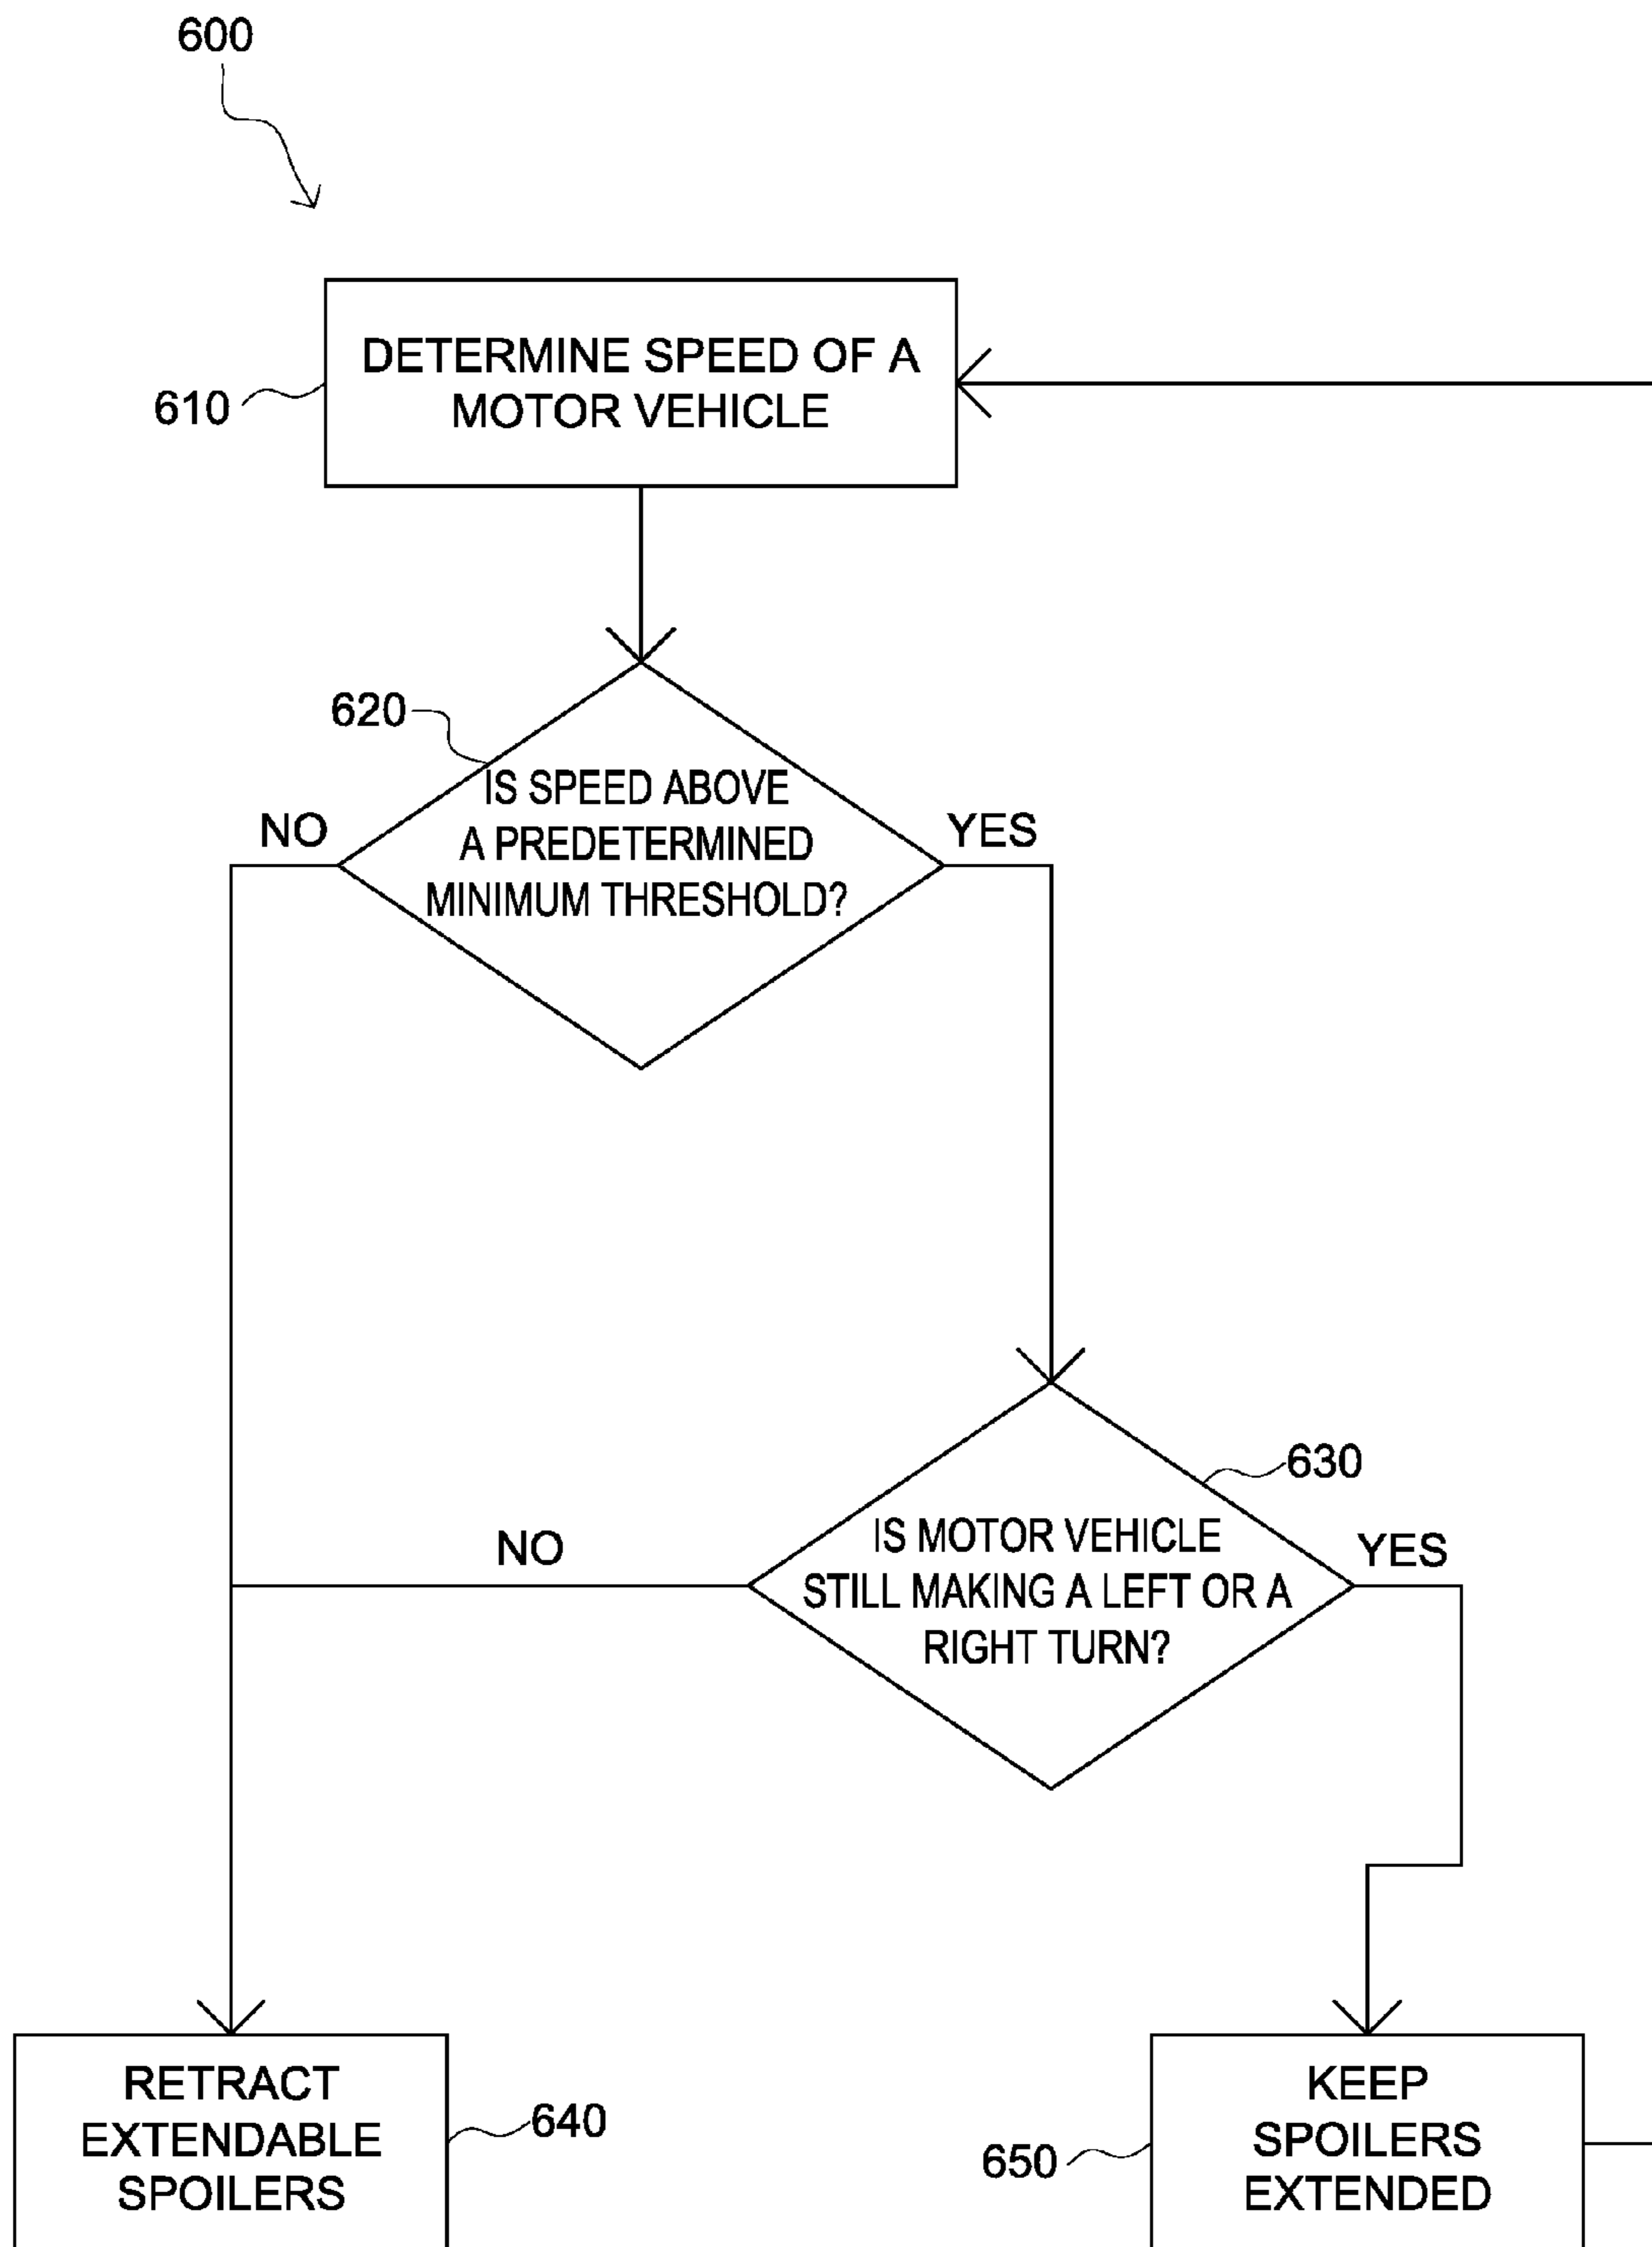 600
DETERMINE SPEED OF A
MOTOR VEHICLE
610
620
IS SPEED ABOVE
A PREDETERMINED
MINIMUM THRESHOLD?
NO
YES
630
IS MOTOR VEHICLE
STILL MAKING A LEFT OR A
RIGHT TURN?
NO
YES
RETRACT
EXTENDABLE
SPOILERS
640
KEEP
SPOILERS
EXTENDED
650